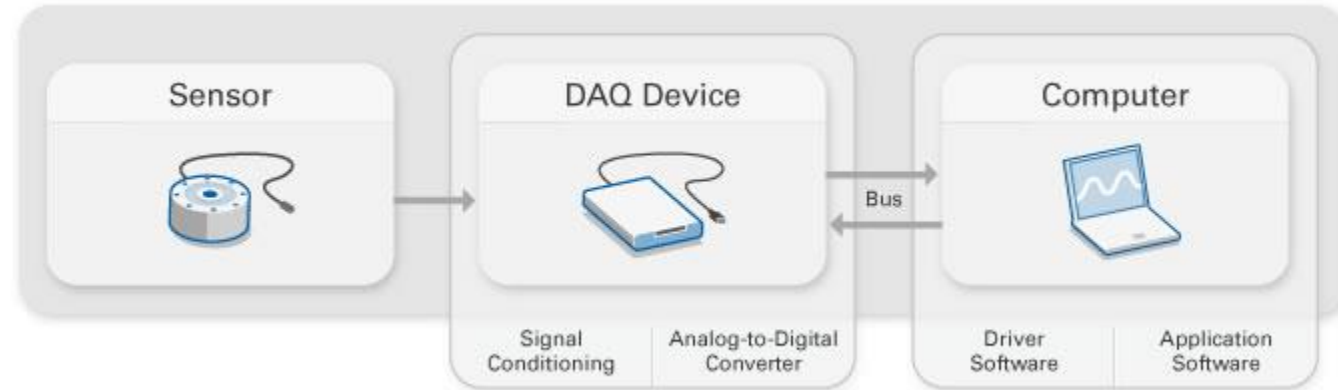 Sensor
DAQ Device
Computer
Bus
Signal
Conditioning
Analog-to-Digital
Converter
Driver
Software
Application
Software